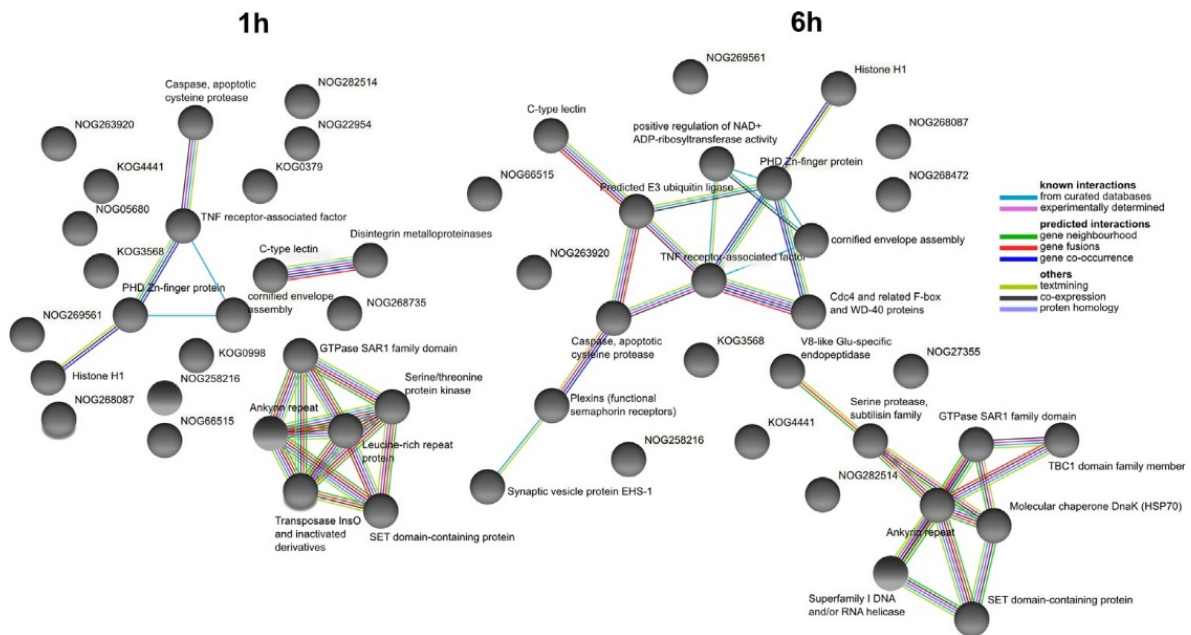 1h
6h
Caspase, apoptotic
cysteine protease
NOG282514
NOG263920
NOG22954
KOG4441
KOG0379
NOG05680
TNF receptor-associated factor
Disintegrin metalloproteinases
KOG3568
C-type lectin
PHD Zn-finger protein
cornified envelope
assembly
NOG268735
NOG269561
KOG0998
GTPase SAR1 family domain
Histone H1
NOG258216
Serine/threonine
protein kinase
NOG268087
Ankynn repeat
NOG66515
Leucine-rich repeat
protein
Transposase InsO
and inactivated
derivatives
SET domain-containing protein
NOG269561
Histone H1
C-type lectin
positive regulation of NAD+
ADP-ribosyltransferase activity
NOG268087
PHD Zn-finger protein
NOG66515
Predicted E3 ubiquitin ligase
NOG268472
cornified envelope assembly
NOG263920
TNF receptor-associated factor
Cdc4 and related F-box
and WD-40 proteins
Caspase, apoptotic
cysteine protease
KOG3568
V8-like Glu-specific
endopeptidase
NOG27355
Plexins (functional
semaphorin receptors)
Serine protease,
subtilisin family
GTPase SAR1 family domain
KOG4441
NOG258216
TBC1 domain family member
NOG282514
Synaptic vesicle protein EHS-1
Molecular chaperone DnaK (HSP70)
Ankynn repeat
Superfamily I DNA
and/or RNA helicase
SET domain-containing protein
known interactions
from curated databases
experimentally determined
predicted interactions
gene neighbourhood
gene fusions
gene co-occurrence
others
textmining
co-expression
proten homology